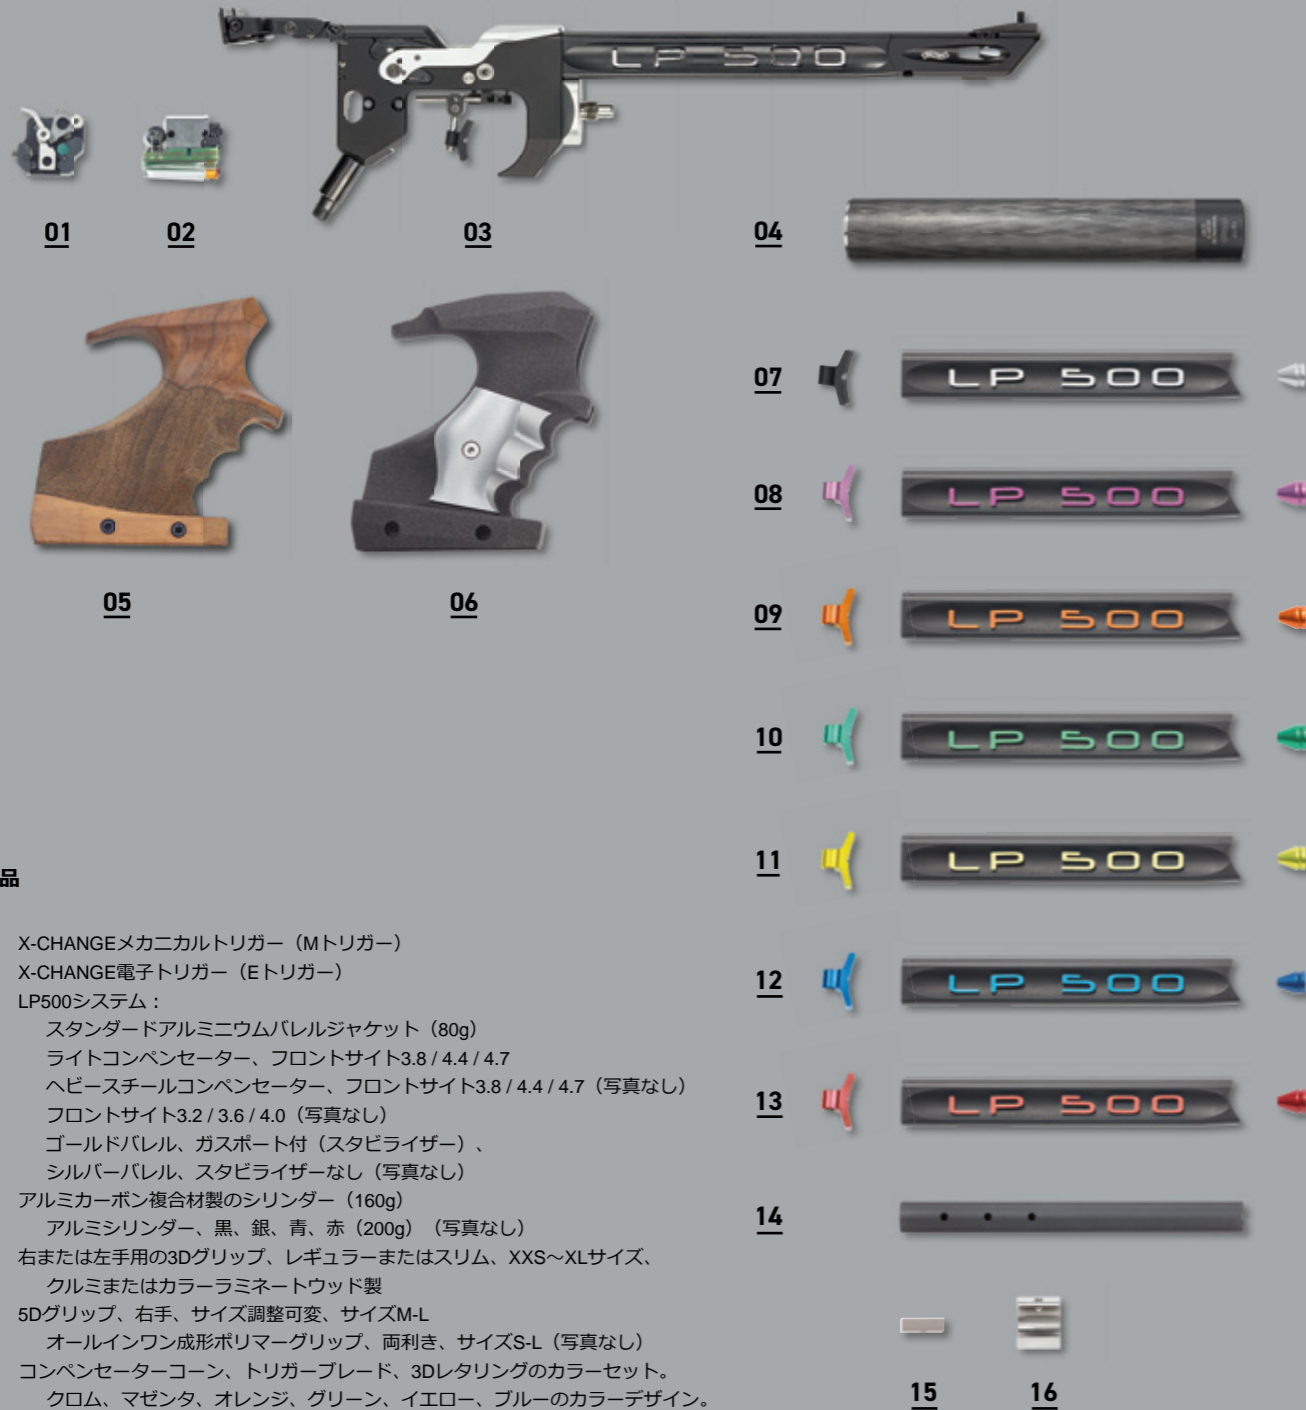 LP 500
01
02
03
04
05
06
07
LP 500
08
LP 500
09
LP 500
10
LP 500
11
LP 500
12
LP 500
13
LP 500
14
15
16
品
X-CHANGEメカニカルトリガー（Mトリガー）
X-CHANGE電子トリガー（Eトリガー）
LP500システム：
スタンダードアルミニウムバレルジャケット（80g）
ライトコンペンセーター、フロントサイト3.8 / 4.4 / 4.7
ヘビースチールコンペンセーター、フロントサイト3.8 / 4.4 / 4.7（写真なし）
フロントサイト3.2 / 3.6 / 4.0（写真なし）
ゴールドバレル、ガスポート付（スタビライザー）、
シルバーバレル、スタビライザーなし（写真なし）
アルミカーボン複合材製のシリンダー（160g）
アルミシリンダー、黒、銀、青、赤（200g）（写真なし）
右または左手用の3Dグリップ、レギュラーまたはスリム、XXS～XLサイズ、
クルミまたはカラーラミネートウッド製
5Dグリップ、右手、サイズ調整可変、サイズM-L
オールインワン成形ポリマーグリップ、両利き、サイズS-L（写真なし）
コンペンセーターコーン、トリガーブレード、3Dレタリングのカラーセット。
クロム、マゼンタ、オレンジ、グリーン、イエロー、ブルーのカラーデザイン。